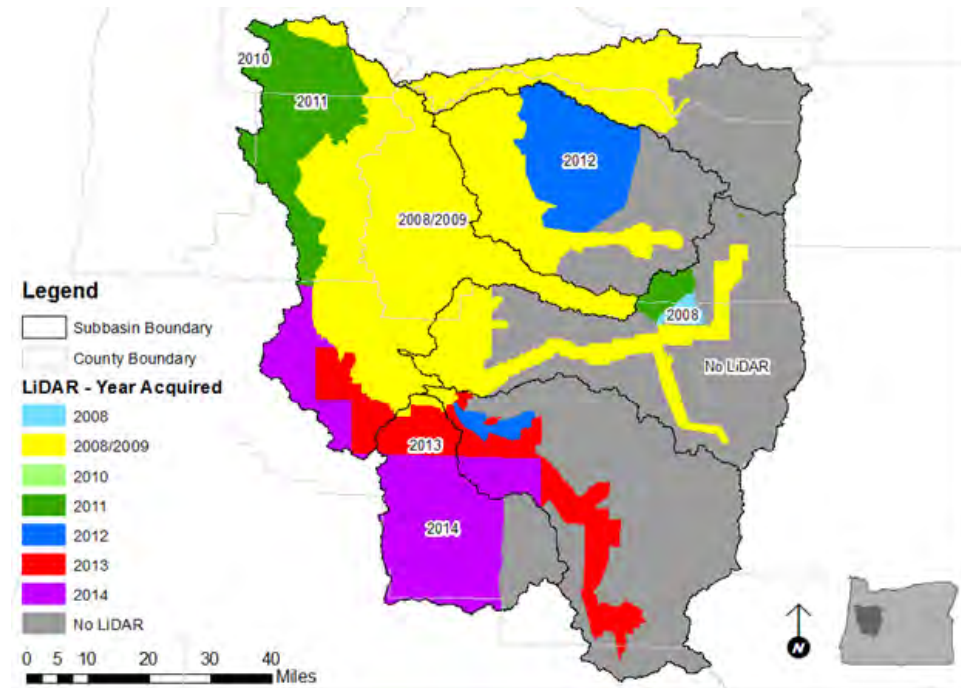 2010
2011
2012
2008/2009
2008
No LiDAR
2013
2014
Legend
Subbasin Boundary
County Boundary
LiDAR - Year Acquired
2008
2008/2009
2010
2011
2012
2013
2014
No LiDAR
0 5 10 20 30 40
Miles
N